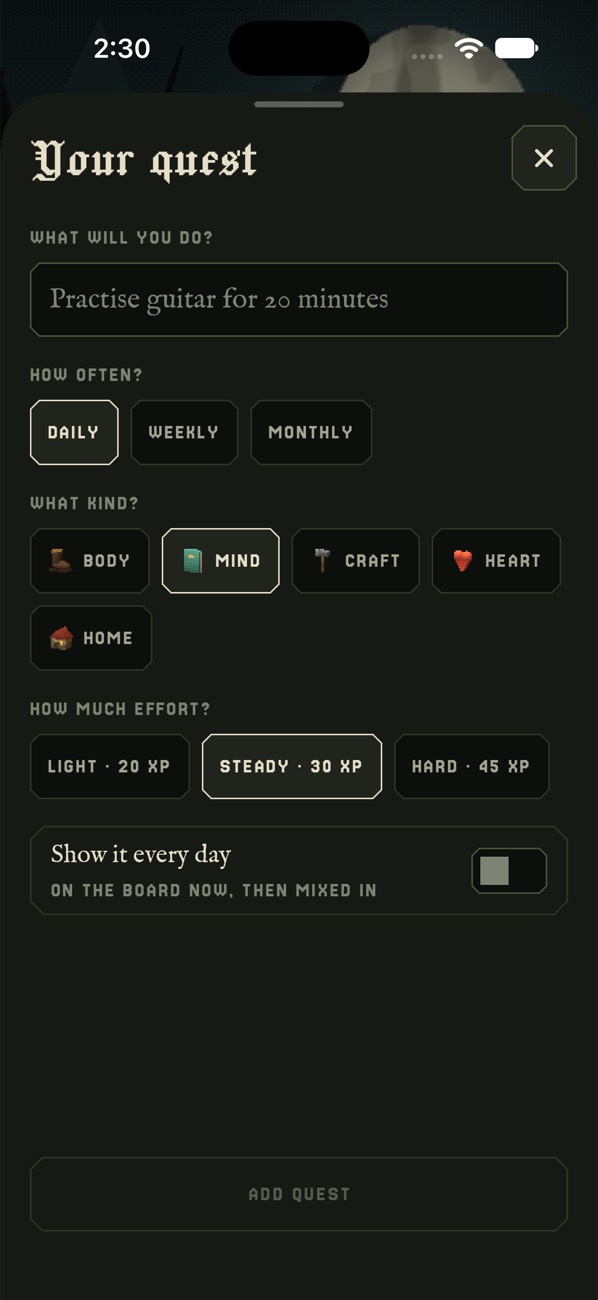 2:30
Your quest
WHAT WILL YOU DO?
Practise guitar for 20 minutes
HOW OFTEN?
DAILY WEEKLY MONTHLY
WHAT KIND?
BODY MIND CRAFT HEART
HOME
HOW MUCH EFFORT?
LIGHT · 20 XP STEADY · 30 XP HARD · 45 XP
Show it every day
ON THE BOARD NOW, THEN MIXED IN
ADD QUEST